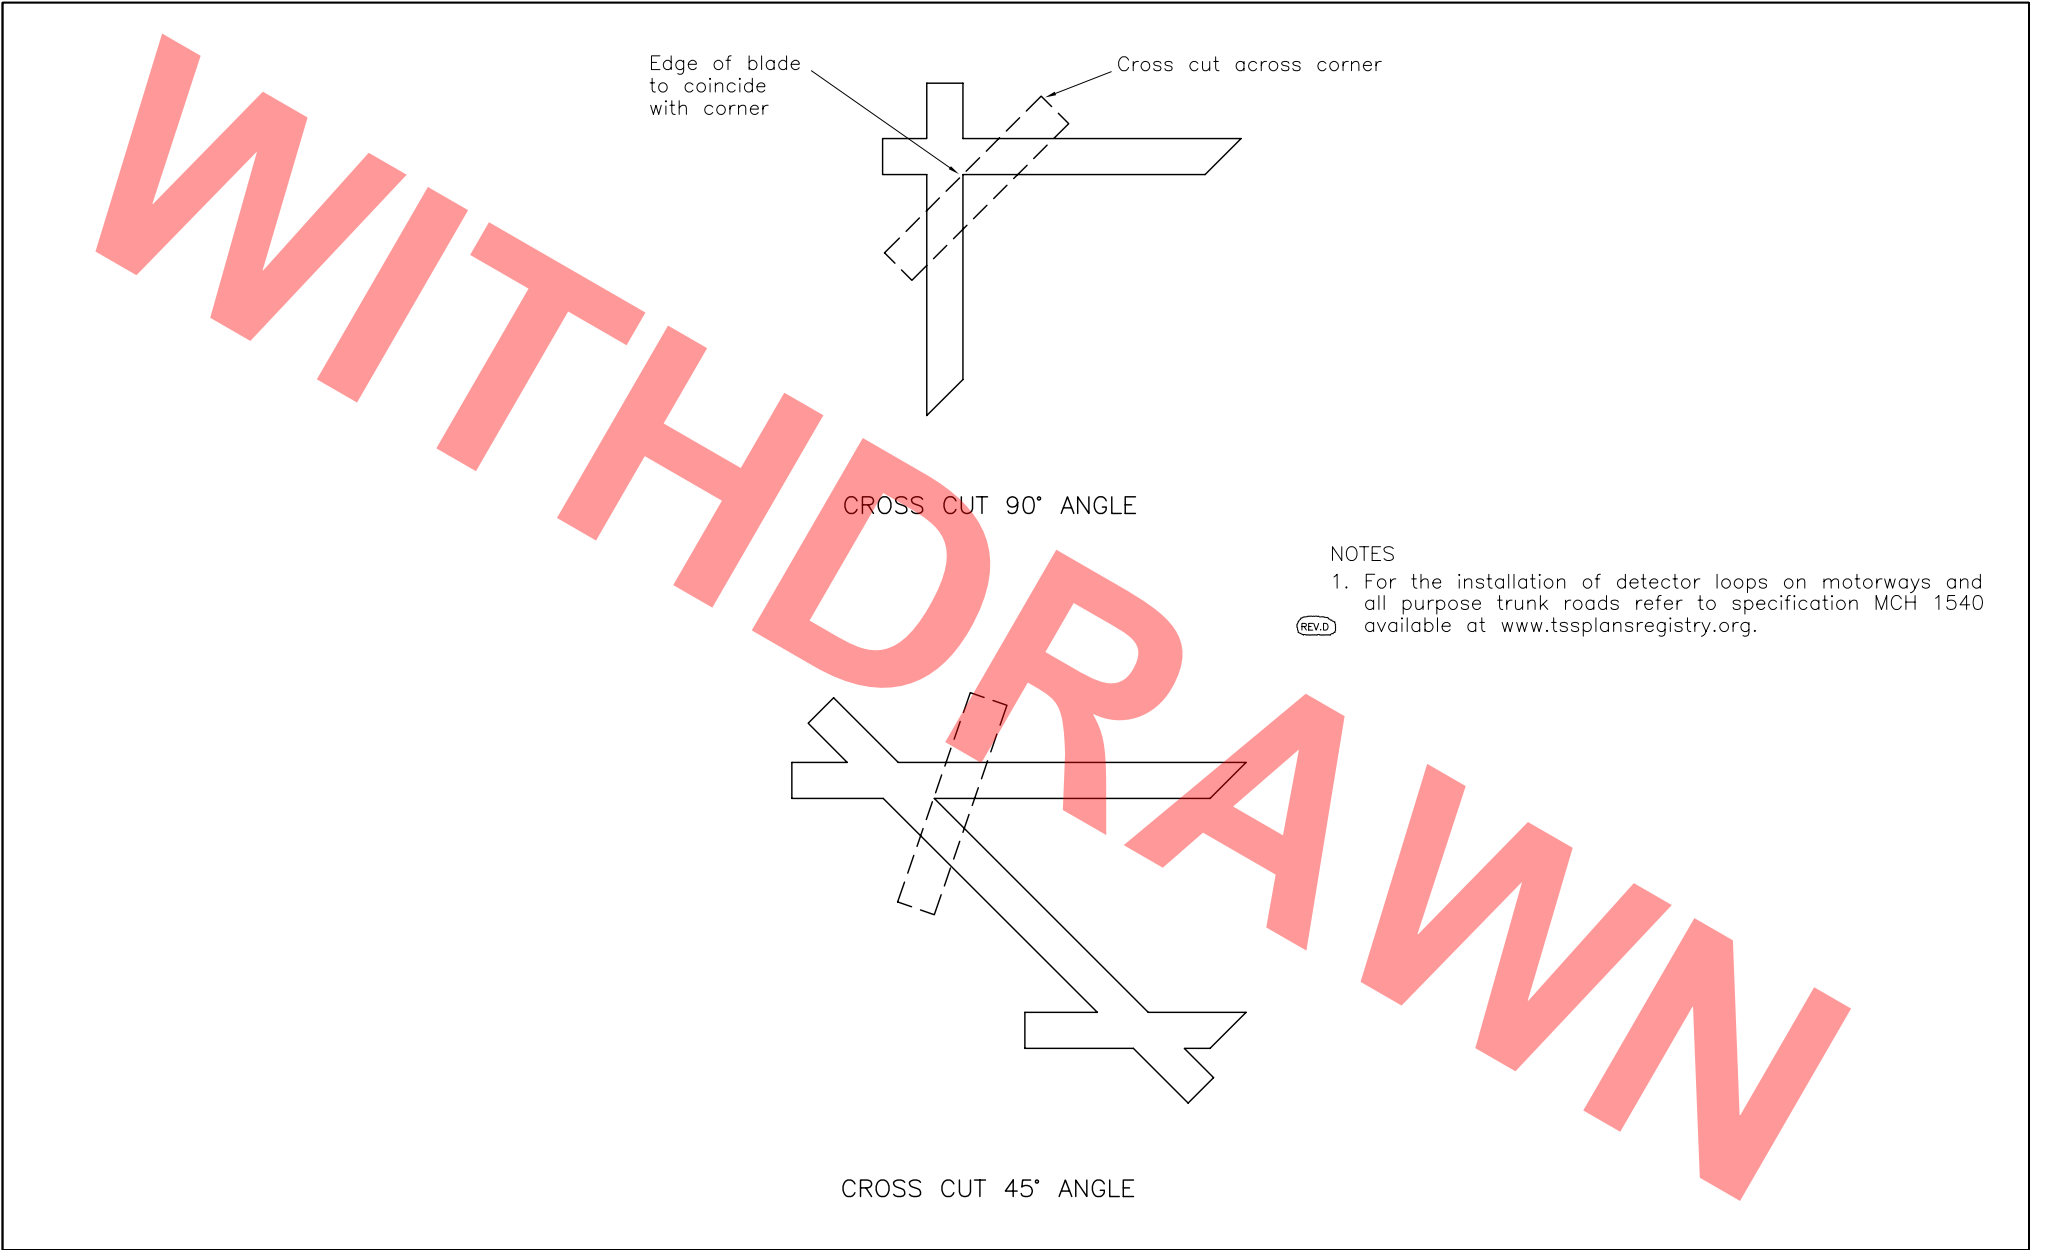 Edge of blade
to coincide
with corner
Cross cut across corner
CROSS CUT 90° ANGLE
NOTES
1. For the installation of detector loops on motorways and
all purpose trunk roads refer to specification MCH 1540
REV.D available at www.tssplansregistry.org.
CROSS CUT 45° ANGLE
WITHDRAWN